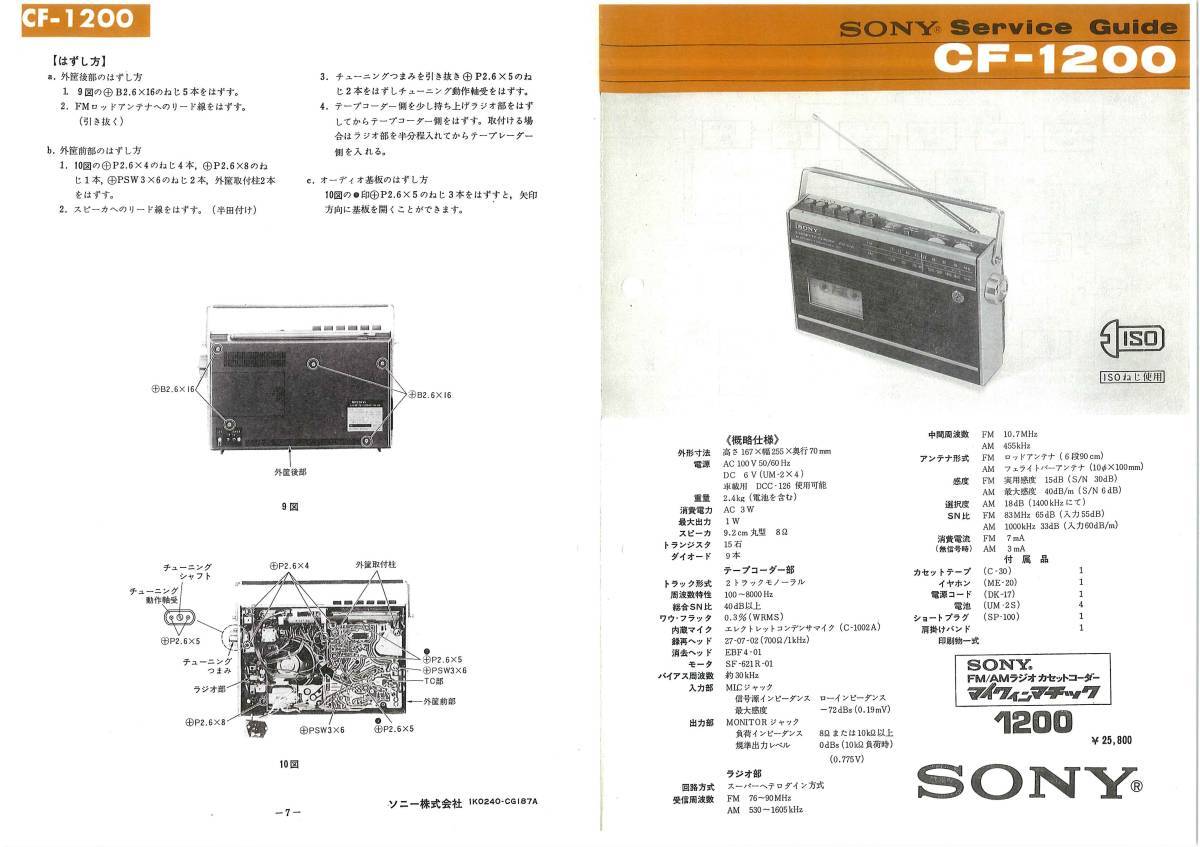 CF-1200
【はずし方】
a. 外筐後部のはずし方
1. 9図の⊕B2.6×16のねじ5本をはずす。
2. FMロッドアンテナへのリード線をはずす。
(引き抜く)
b. 外筐前部のはずし方
1. 10図の⊕P2.6×4のねじ4本, ⊕P2.6×8のね
じ1本, ⊕PSW3×6のねじ2本, 外筐取付柱2本
をはずす。
2. スピーカへのリード線をはずす。(半田付け)
3. チューニングつまみを引き抜き⊕P2.6×5のね
じ2本をはずしチューニング動作軸受をはずす。
4. テープコーダー側を少し持ち上げラジオ部をはず
してからテープコーダー側をはずす。取付ける場
合はラジオ部を半分程入れてからテープレーダー
側を入れる。
c. オーディオ基板のはずし方
10図の●印⊕P2.6×5のねじ3本をはずすと, 矢印
方向に基板を開くことができます。
⊕B2.6×16
⊕B2.6×16
外筐後部
9図
チューニング
シャフト
⊕P2.6×4
外筐取付柱
チューニング
動作軸受
⊕P2.6×5
チューニング
つまみ
ラジオ部
⊕P2.6×8
⊕PSW3×6
⊕P2.6×5
⊕P2.6×5
⊕PSW3×6
TC部
外筐前部
10図
ソニー株式会社 1K0240-CG187A
—7—
SONY® Service Guide
CF-1200
SONY
ISO
ISOねじ使用
《概略仕様》
外形寸法 高さ167×幅255×奥行70mm
電源 AC 100V 50/60Hz
DC 6V (UM-2×4)
車載用 DCC-126 使用可能
重量 2.4kg (電池を含む)
消費電力 AC 3W
最大出力 1W
スピーカ 9.2cm丸型 8Ω
トランジスタ 15石
ダイオード 9本
テープコーダー部
トラック形式 2トラックモノーラル
周波数特性 100〜8000Hz
総合SN比 40dB以上
ワウ・フラッタ 0.3%(WRMS)
内蔵マイク エレクトレットコンデンサマイク (C-1002A)
録再ヘッド 27-07-02 (700Ω/1kHz)
消去ヘッド EBF4-01
モータ SF-621R-01
バイアス周波数 約30kHz
入力部 MICジャック
信号源インピーダンス ローインピーダンス
最大感度 −72dBs (0.19mV)
出力部 MONITORジャック
負荷インピーダンス 8Ωまたは10kΩ以上
規準出力レベル 0dBs (10kΩ負荷時)
(0.775V)
ラジオ部
回路方式 スーパーヘテロダイン方式
受信周波数 FM 76〜90MHz
AM 530〜1605kHz
中間周波数 FM 10.7MHz
AM 455kHz
アンテナ形式 FM ロッドアンテナ (6段90cm)
AM フェライトバーアンテナ (10φ×100mm)
感度 FM 実用感度 15dB (S/N 30dB)
AM 最大感度 40dB/m (S/N 6dB)
選択度 AM 18dB (1400kHzにて)
SN比 FM 83MHz 65dB (入力55dB)
AM 1000kHz 33dB (入力60dB/m)
消費電流 FM 7mA
(無信号時) AM 3mA
付属品
カセットテープ (C-30) 1
イヤホン (ME-20) 1
電源コード (DK-17) 1
電池 (UM-2S) 4
ショートプラグ (SP-100) 1
肩掛けバンド 1
印刷物一式
SONY®
FM/AMラジオカセットコーダー
マイクインマチック
1200
¥25,800
SONY®